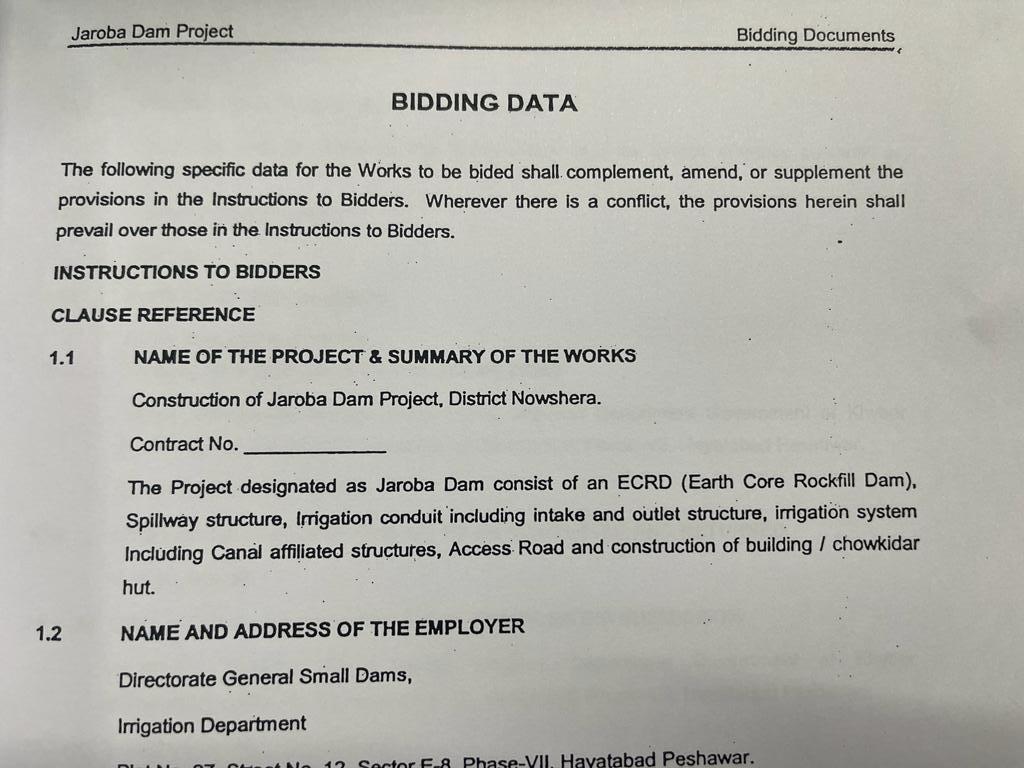 Jaroba Dam Project Bidding Documents
BIDDING DATA
The following specific data for the Works to be bided shall complement, amend, or supplement the
provisions in the Instructions to Bidders. Wherever there is a conflict, the provisions herein shall
prevail over those in the Instructions to Bidders.
INSTRUCTIONS TO BIDDERS
CLAUSE REFERENCE
1.1 NAME OF THE PROJECT & SUMMARY OF THE WORKS
Construction of Jaroba Dam Project, District Nowshera.
Contract No. ____________
The Project designated as Jaroba Dam consist of an ECRD (Earth Core Rockfill Dam),
Spillway structure, Irrigation conduit including intake and outlet structure, irrigation system
Including Canal affiliated structures, Access Road and construction of building / chowkidar
hut.
1.2 NAME AND ADDRESS OF THE EMPLOYER
Directorate General Small Dams,
Irrigation Department
Street No. 12, Sector E-8, Phase-VII, Hayatabad Peshawar.